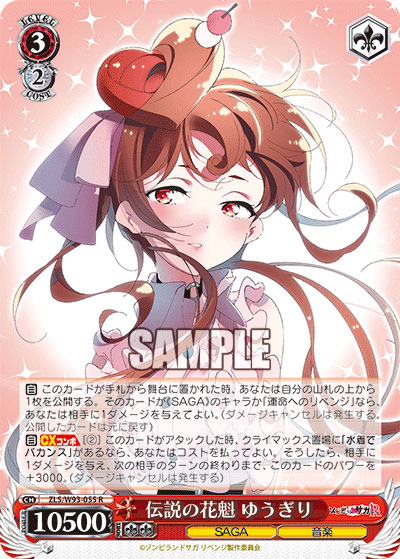 LEVEL
3
2
COST
SAMPLE
自 このカードが手札から舞台に置かれた時、あなたは自分の山札の上から
1枚を公開する。そのカードが《SAGA》のキャラか「運命へのリベンジ」なら、
あなたは相手に1ダメージを与えてよい。(ダメージキャンセルは発生する。
公開したカードは元に戻す)
自 CXコンボ [②] このカードがアタックした時、クライマックス置場に「水着で
バカンス」があるなら、あなたはコストを払ってよい。そうしたら、相手に
1ダメージを与え、次の相手のターンの終わりまで、このカードのパワーを
+3000。(ダメージキャンセルは発生する)
CH ZLS/W93-055 R
10500
伝説の花魁 ゆうぎり
SAGA
音楽
©ゾンビランドサガ リベンジ製作委員会